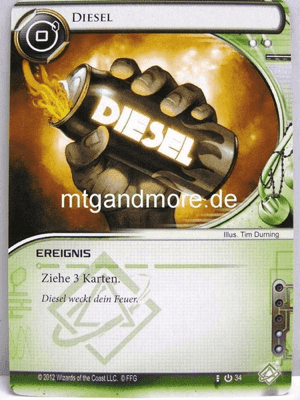 0
DIESEL
DIESEL
mtgandmore.de
Illus. Tim Durning
EREIGNIS
Ziehe 3 Karten.
Diesel weckt dein Feuer.
© 2012 Wizards of the Coast LLC. © FFG
34